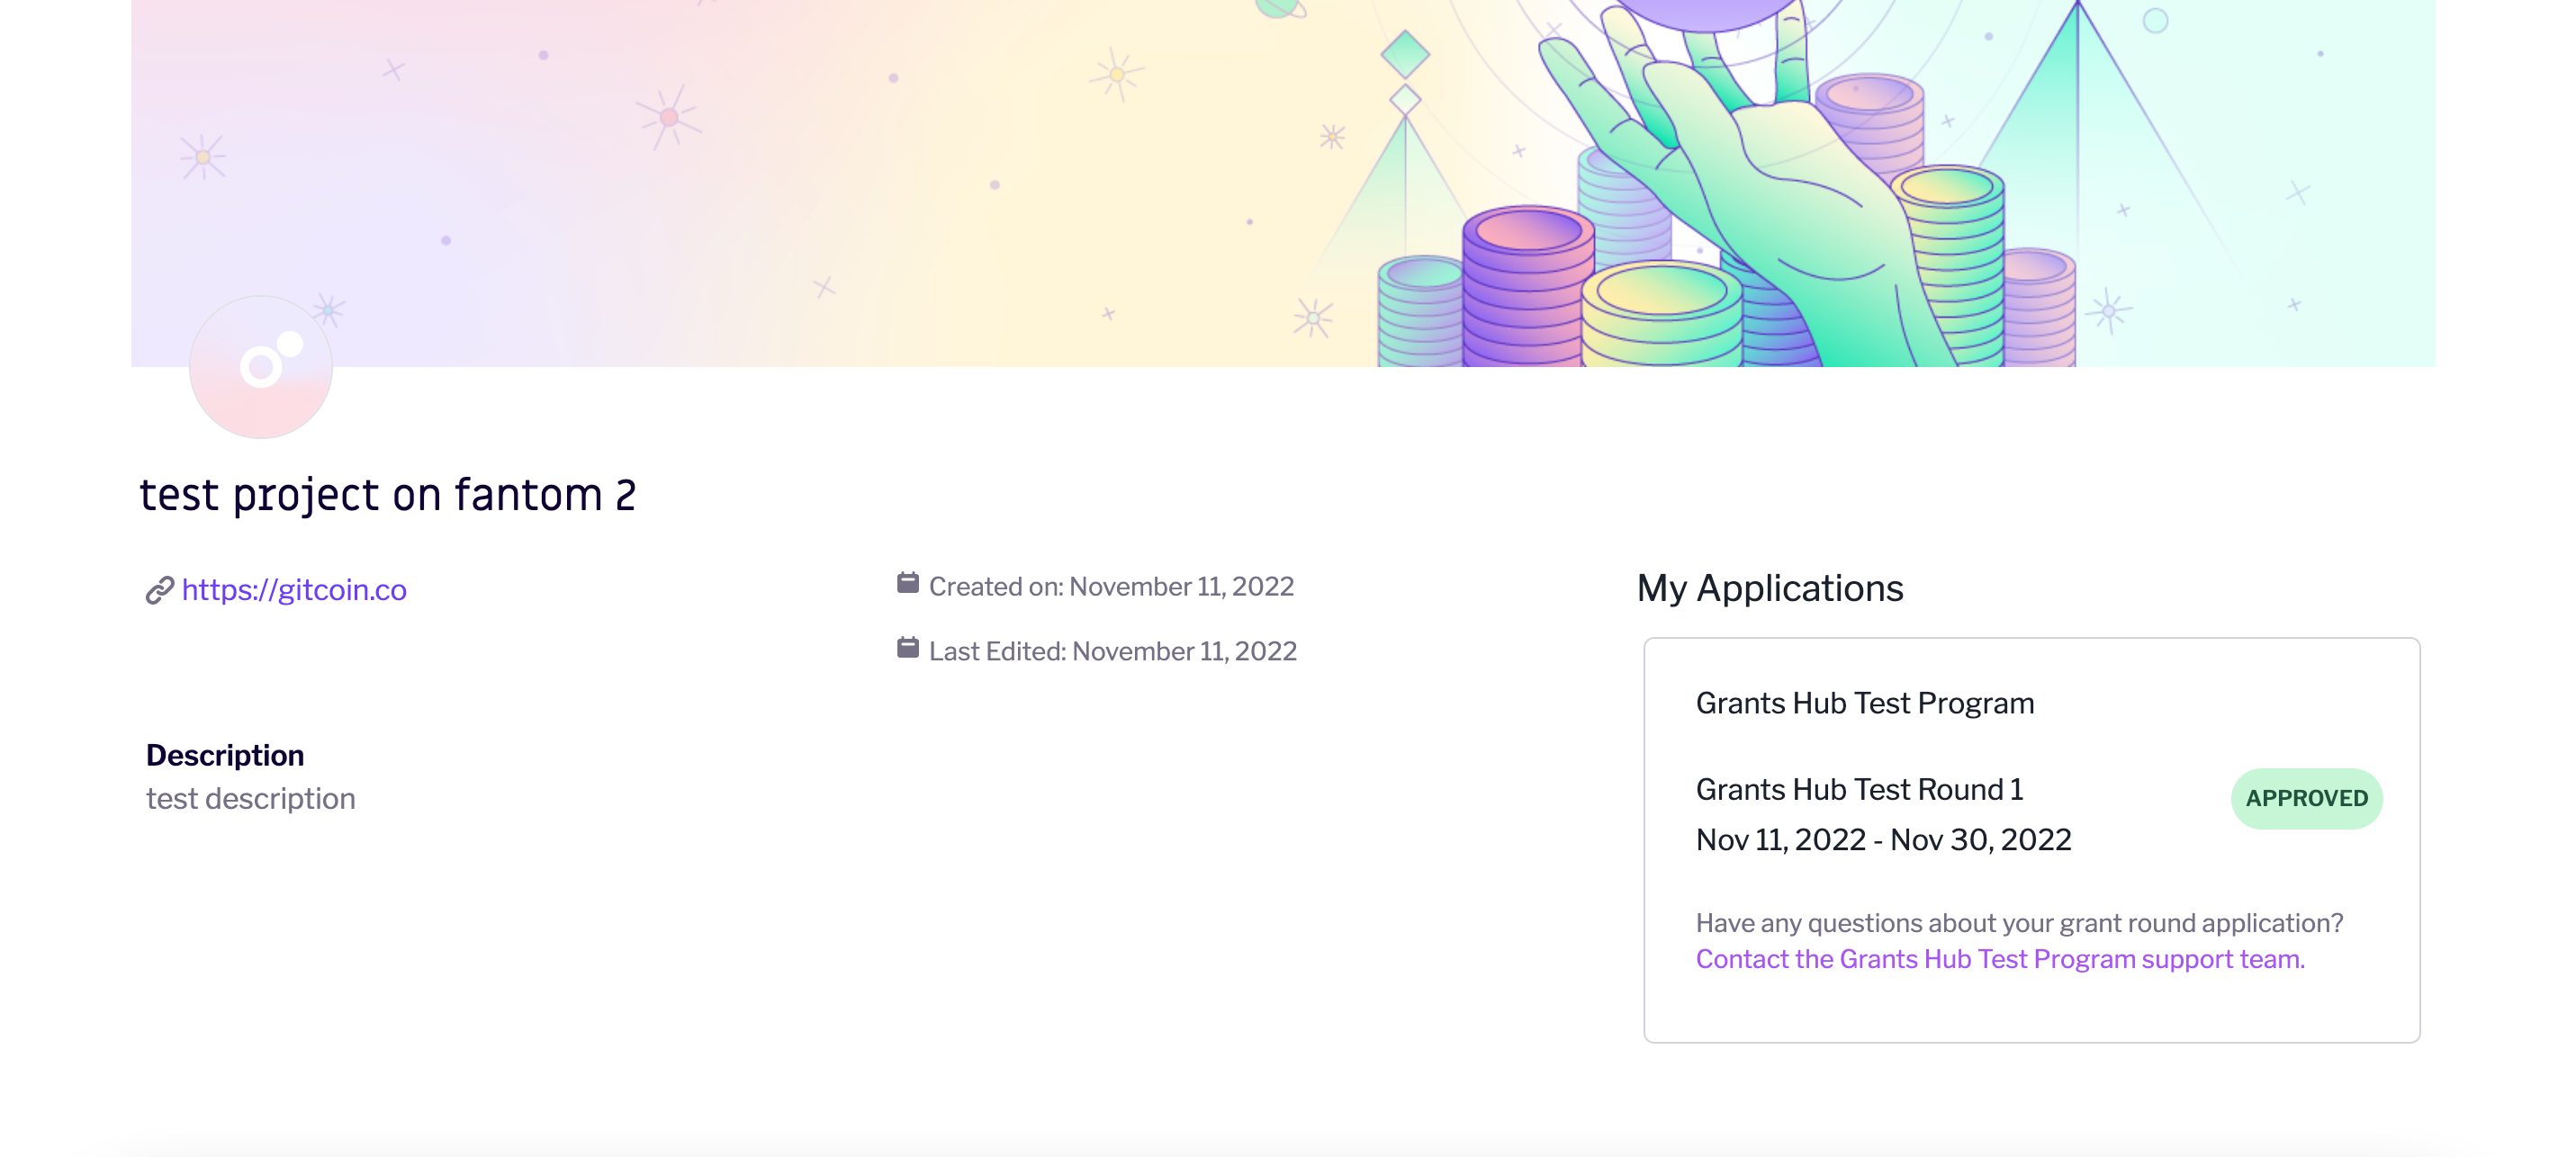 test project on fantom 2
https://gitcoin.co
Created on: November 11, 2022
Last Edited: November 11, 2022
Description
test description
My Applications
Grants Hub Test Program
Grants Hub Test Round 1
Nov 11, 2022 - Nov 30, 2022
APPROVED
Have any questions about your grant round application?
Contact the Grants Hub Test Program support team.